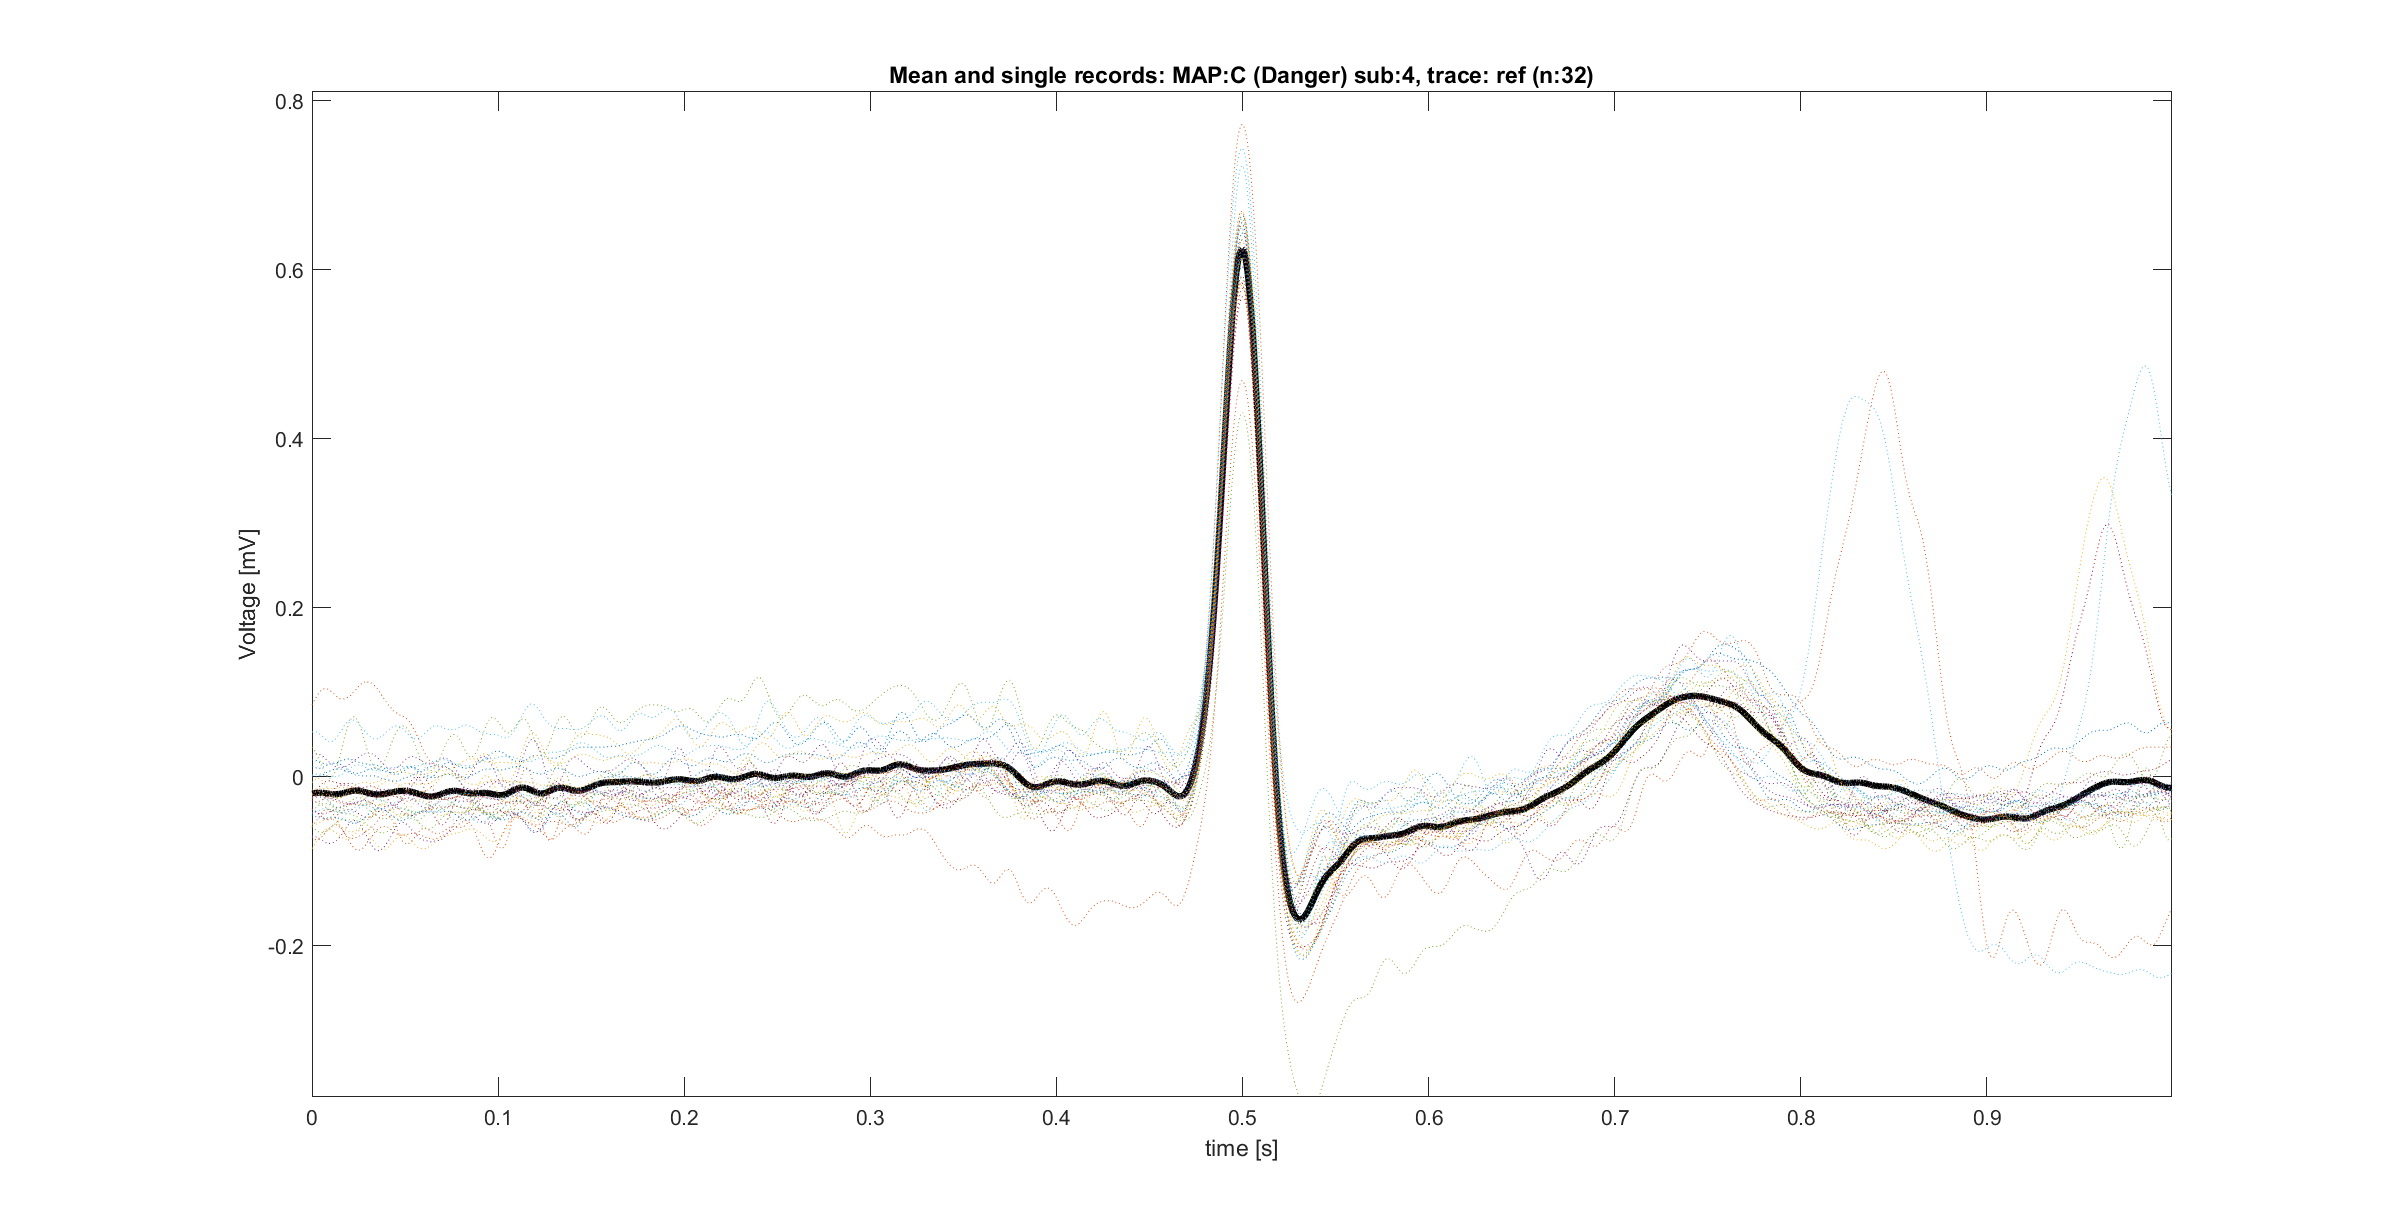 Mean and single records: MAP:C (Danger) sub:4, trace: ref (n:32)
0.8
0.6
0.4
0.2
0
-0.2
Voltage [mV]
0 0.1 0.2 0.3 0.4 0.5 0.6 0.7 0.8 0.9
time [s]